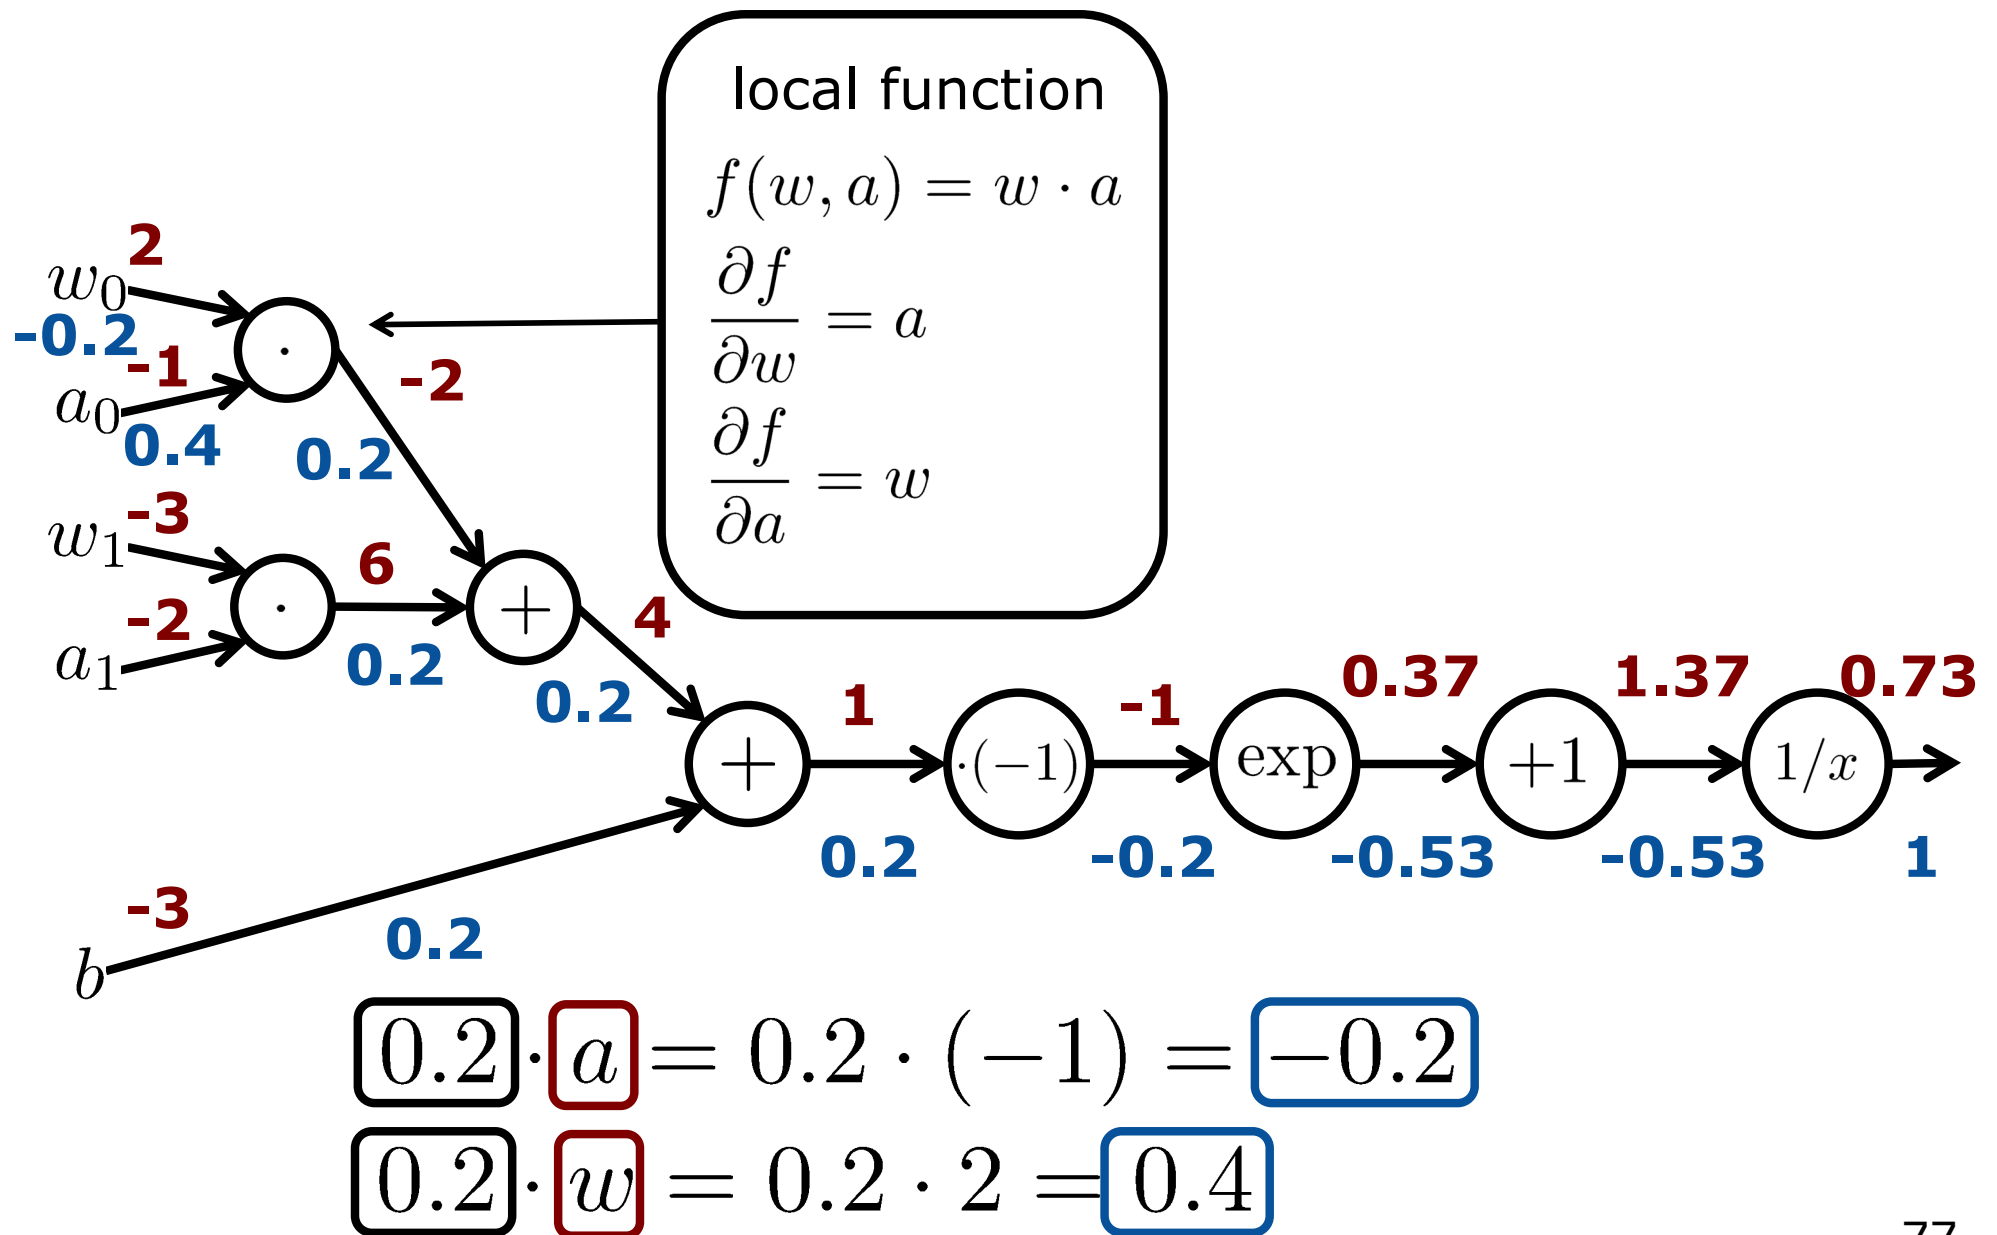 local function
f(w, a) = w · a
∂f/∂w = a
∂f/∂a = w
w₀ 2
-0.2
a₀ -1
0.4
·
-2
0.2
w₁ -3
a₁ -2
·
6
0.2
+
4
0.2
b -3
0.2
+
1
0.2
·(−1)
-1
-0.2
exp
0.37
-0.53
+1
1.37
-0.53
1/x
0.73
1
0.2 · a = 0.2 · (−1) = −0.2
0.2 · w = 0.2 · 2 = 0.4
77